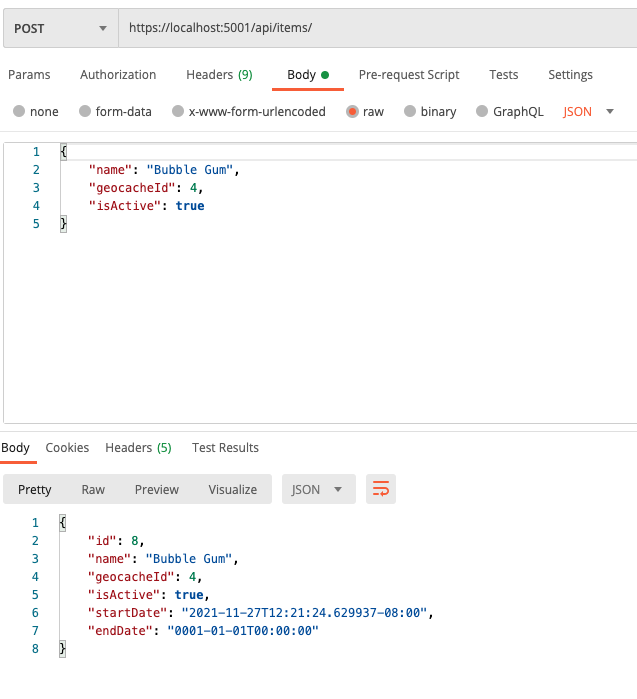 POST https://localhost:5001/api/items/
Params Authorization Headers (9) Body Pre-request Script Tests Settings
none form-data x-www-form-urlencoded raw binary GraphQL JSON
1 {
2 "name": "Bubble Gum",
3 "geocacheId": 4,
4 "isActive": true
5 }
Body Cookies Headers (5) Test Results
Pretty Raw Preview Visualize JSON
1 {
2 "id": 8,
3 "name": "Bubble Gum",
4 "geocacheId": 4,
5 "isActive": true,
6 "startDate": "2021-11-27T12:21:24.629937-08:00",
7 "endDate": "0001-01-01T00:00:00"
8 }